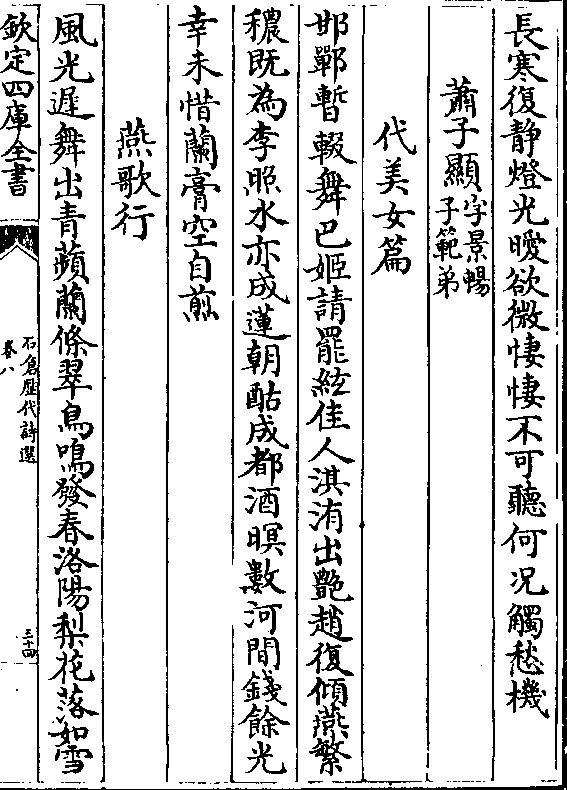 長寒復静燈光曖欲微悽悽不可聽何况觸愁機
蕭子顯字景暢子範弟
代美女篇
邯鄲暫輟舞巴姬請罷絃佳人淇洧出艷趙復傾燕繁
穠既為李照水亦成蓮朝酤成都酒暝數河間錢餘光
幸未惜蘭膏空自煎
燕歌行
風光遲舞出青蘋蘭條翠鳥鳴發春洛陽梨花落如雪
欽定四庫全書
石倉歷代詩選
卷八
三十四